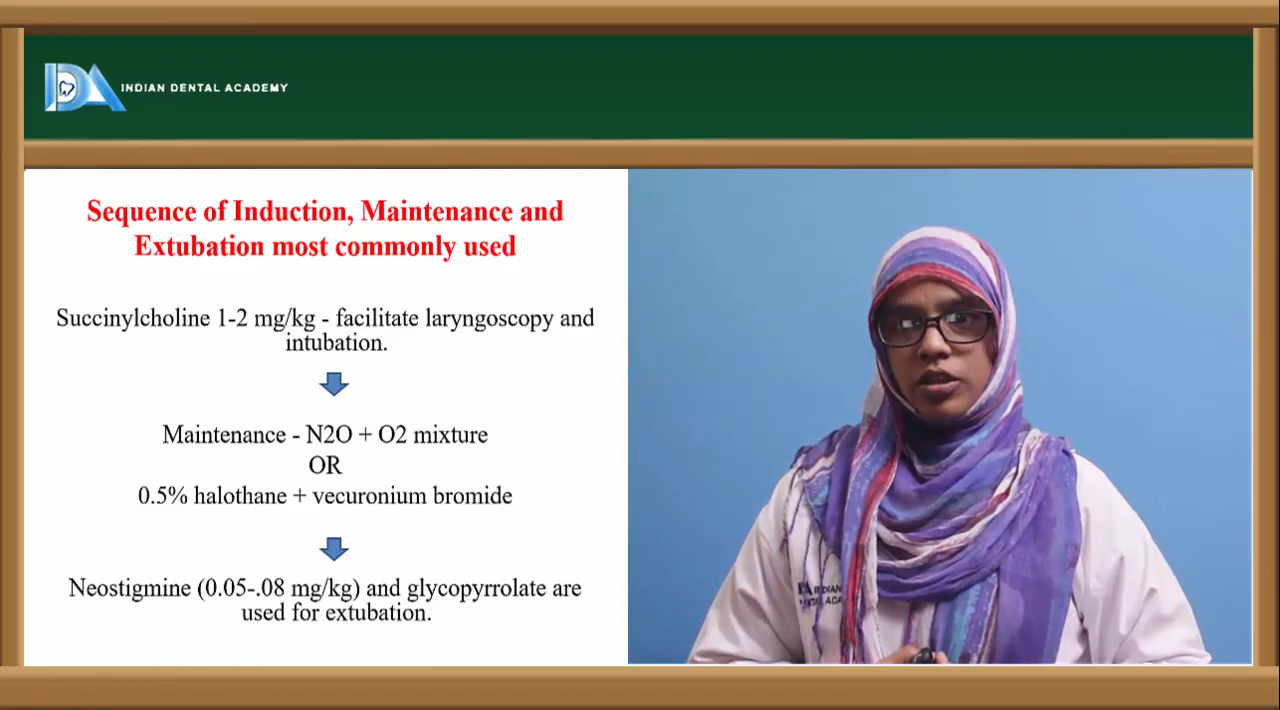 IDA INDIAN DENTAL ACADEMY
Sequence of Induction, Maintenance and
Extubation most commonly used
Succinylcholine 1-2 mg/kg - facilitate laryngoscopy and
intubation.
Maintenance - N2O + O2 mixture
OR
0.5% halothane + vecuronium bromide
Neostigmine (0.05-.08 mg/kg) and glycopyrrolate are
used for extubation.